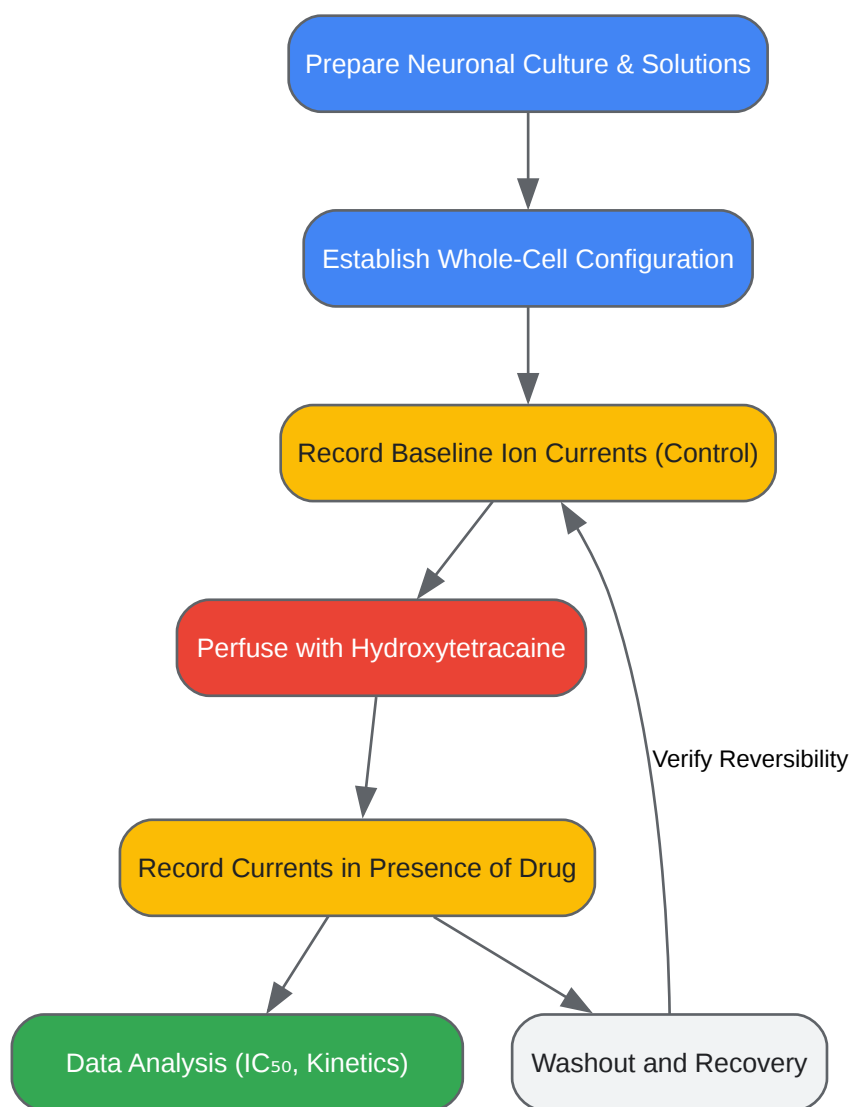 Prepare Neuronal Culture & Solutions
Establish Whole-Cell Configuration
Record Baseline Ion Currents (Control)
Perfuse with Hydroxytetracaine
Verify Reversibility
Record Currents in Presence of Drug
Data Analysis (IC₅₀, Kinetics)
Washout and Recovery